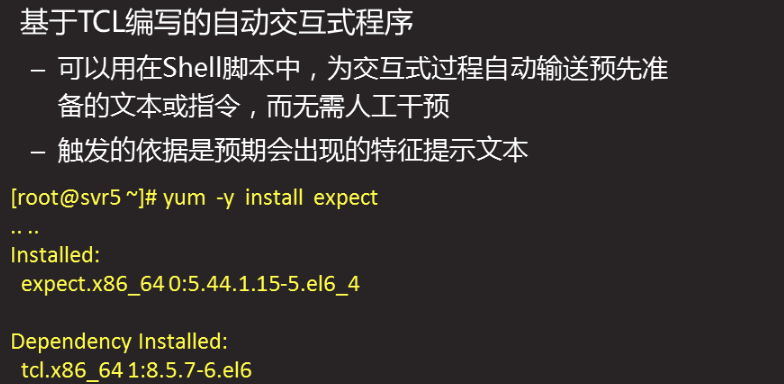 基于TCL编写的自动交互式程序
– 可以用在Shell脚本中，为交互式过程自动输送预先准
备的文本或指令，而无需人工干预
– 触发的依据是预期会出现的特征提示文本
[root@svr5 ~]# yum -y install expect
.. ..
Installed:
expect.x86_64 0:5.44.1.15-5.el6_4
Dependency Installed:
tcl.x86_64 1:8.5.7-6.el6